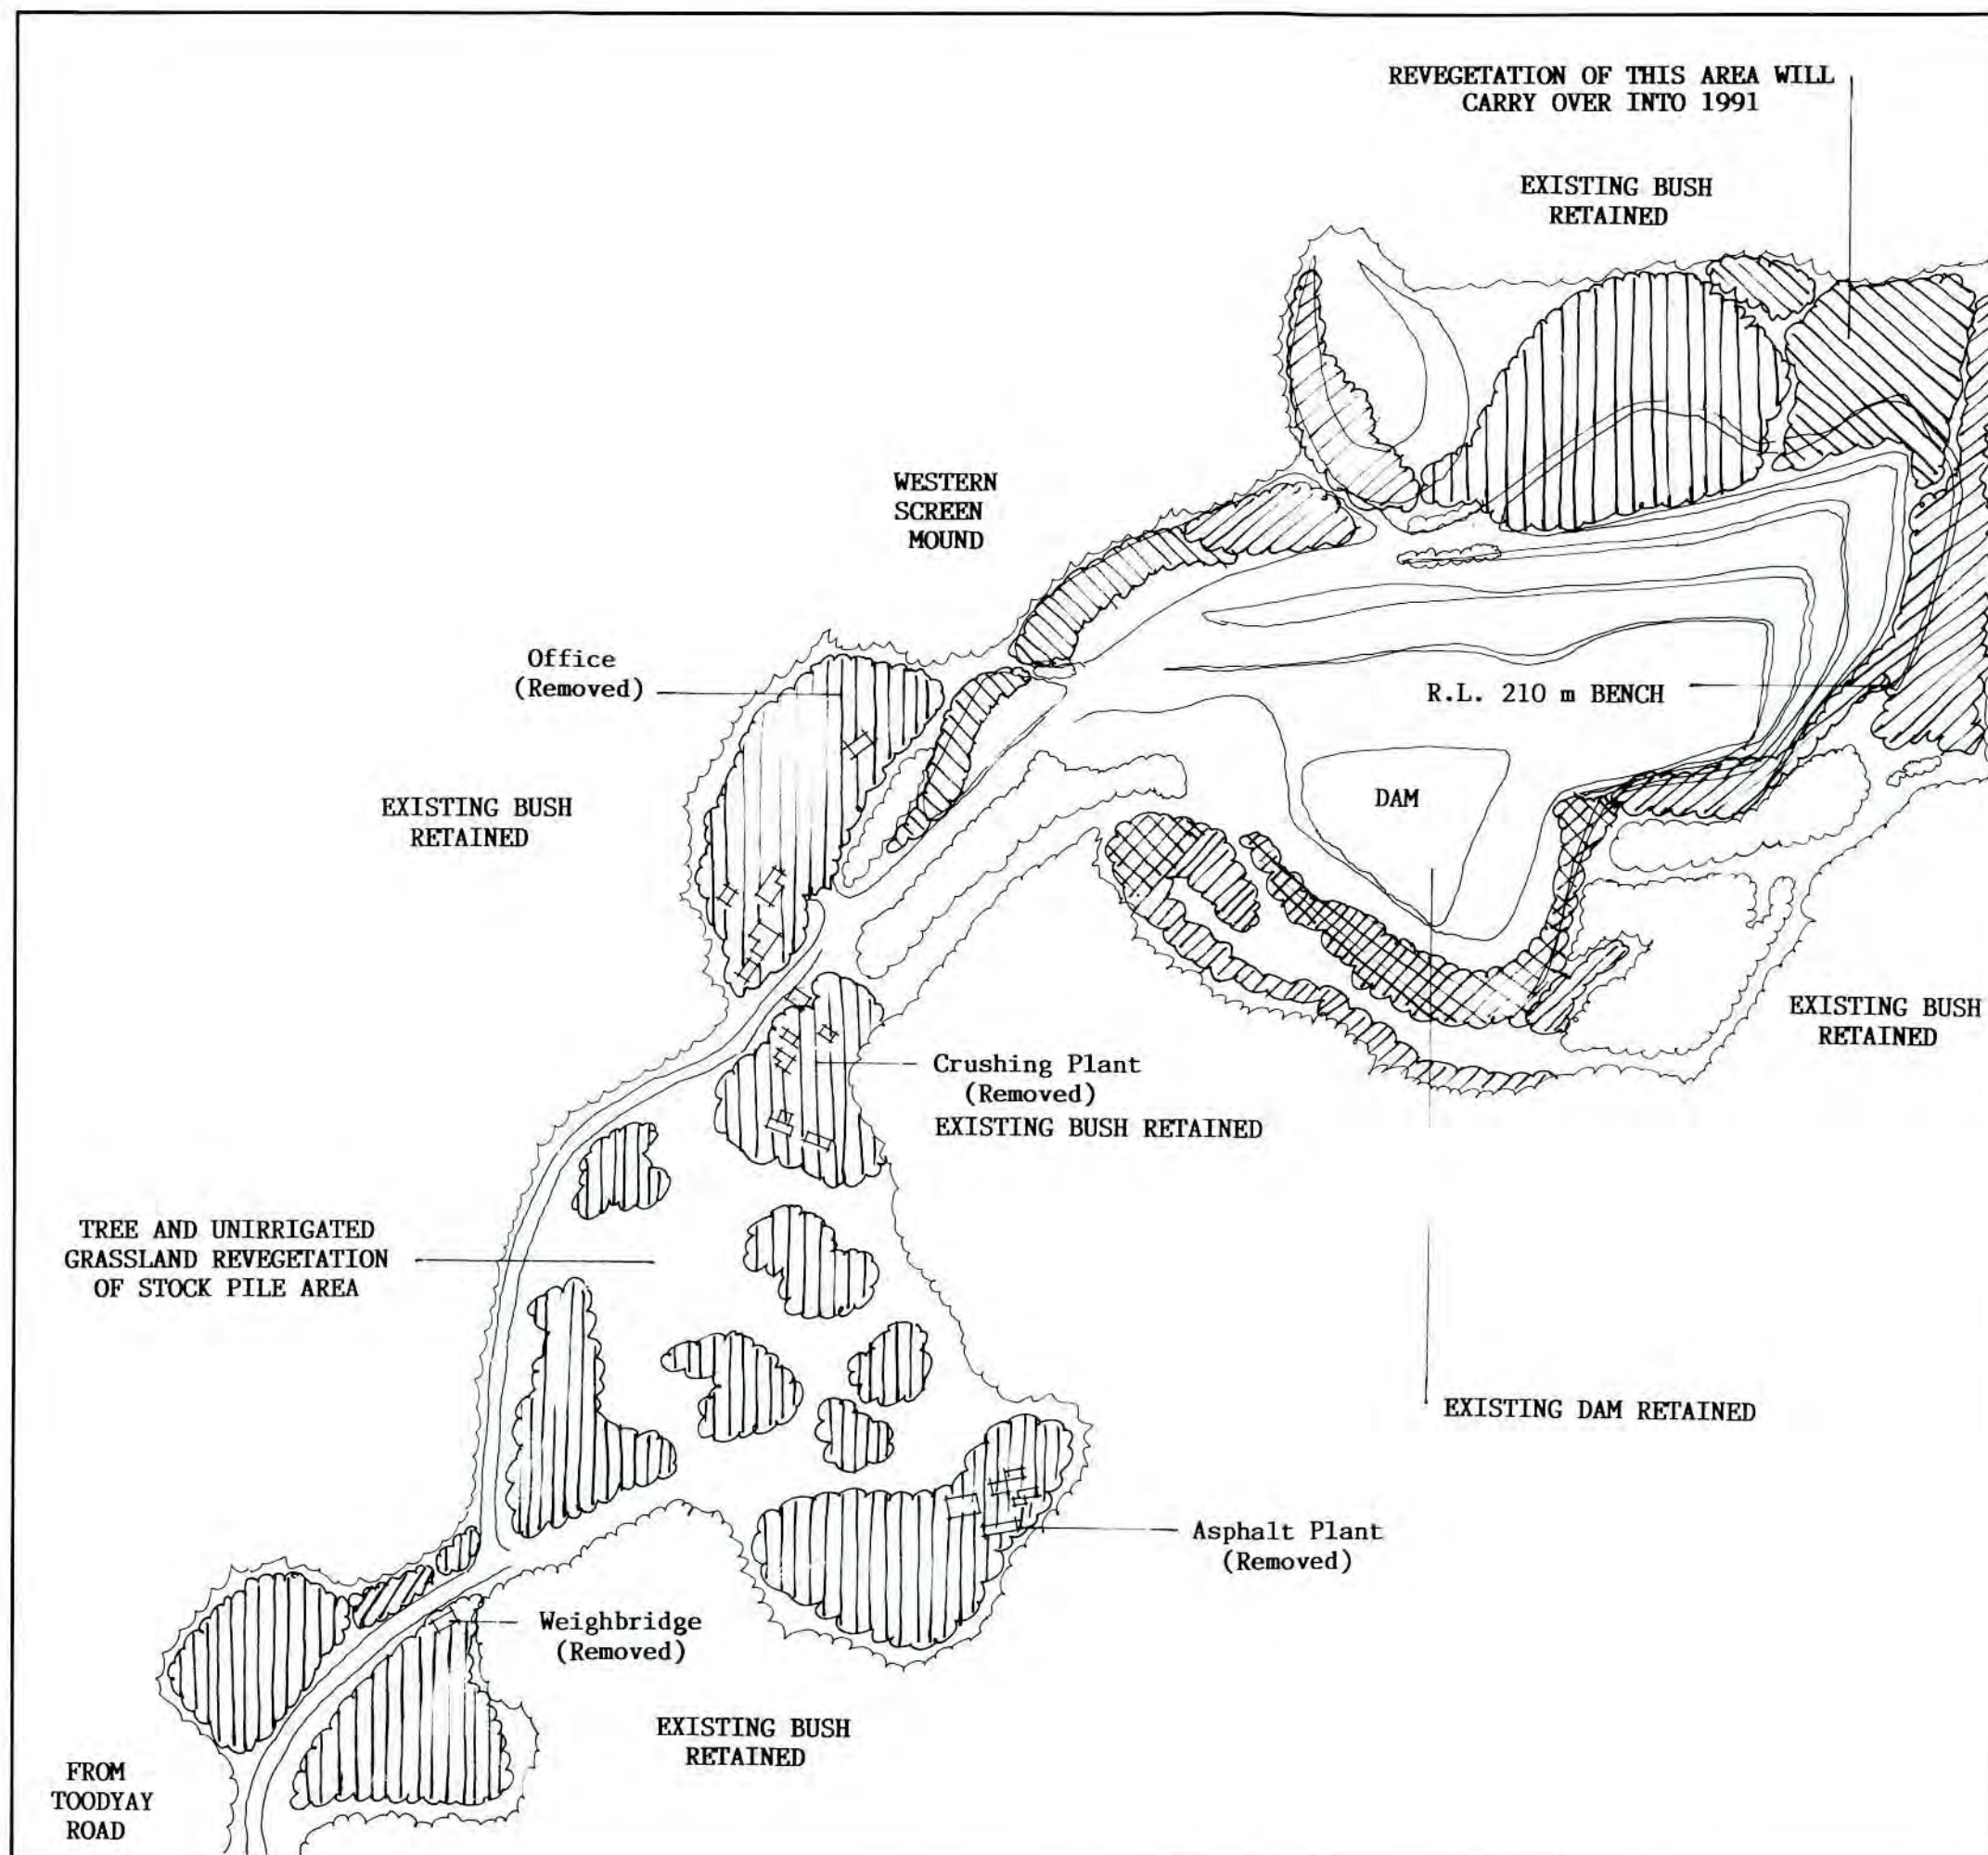 REVEGETATION OF THIS AREA WILL
CARRY OVER INTO 1991
EXISTING BUSH
RETAINED
WESTERN
SCREEN
MOUND
Office
(Removed)
R.L. 210 m BENCH
EXISTING BUSH
RETAINED
DAM
EXISTING BUSH
RETAINED
Crushing Plant
(Removed)
EXISTING BUSH RETAINED
TREE AND UNIRRIGATED
GRASSLAND REVEGETATION
OF STOCK PILE AREA
EXISTING DAM RETAINED
Asphalt Plant
(Removed)
Weighbridge
(Removed)
EXISTING BUSH
RETAINED
FROM
TOODYAY
ROAD